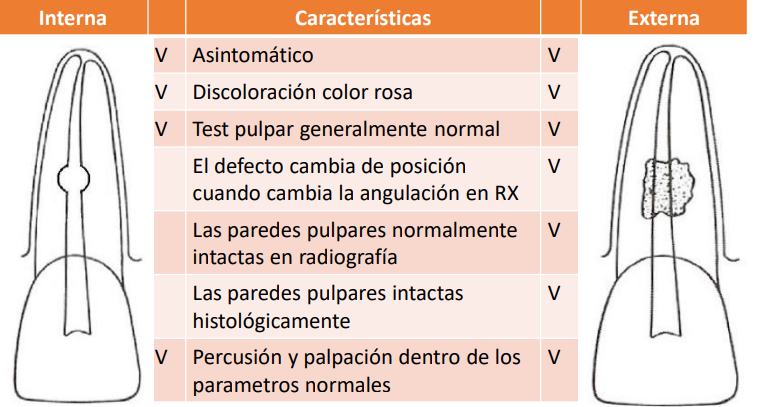 Interna Características Externa
V Asintomático V
V Discoloración color rosa V
V Test pulpar generalmente normal V
El defecto cambia de posición V
cuando cambia la angulación en RX
Las paredes pulpares normalmente V
intactas en radiografía
Las paredes pulpares intactas V
histológicamente
V Percusión y palpación dentro de los V
parametros normales